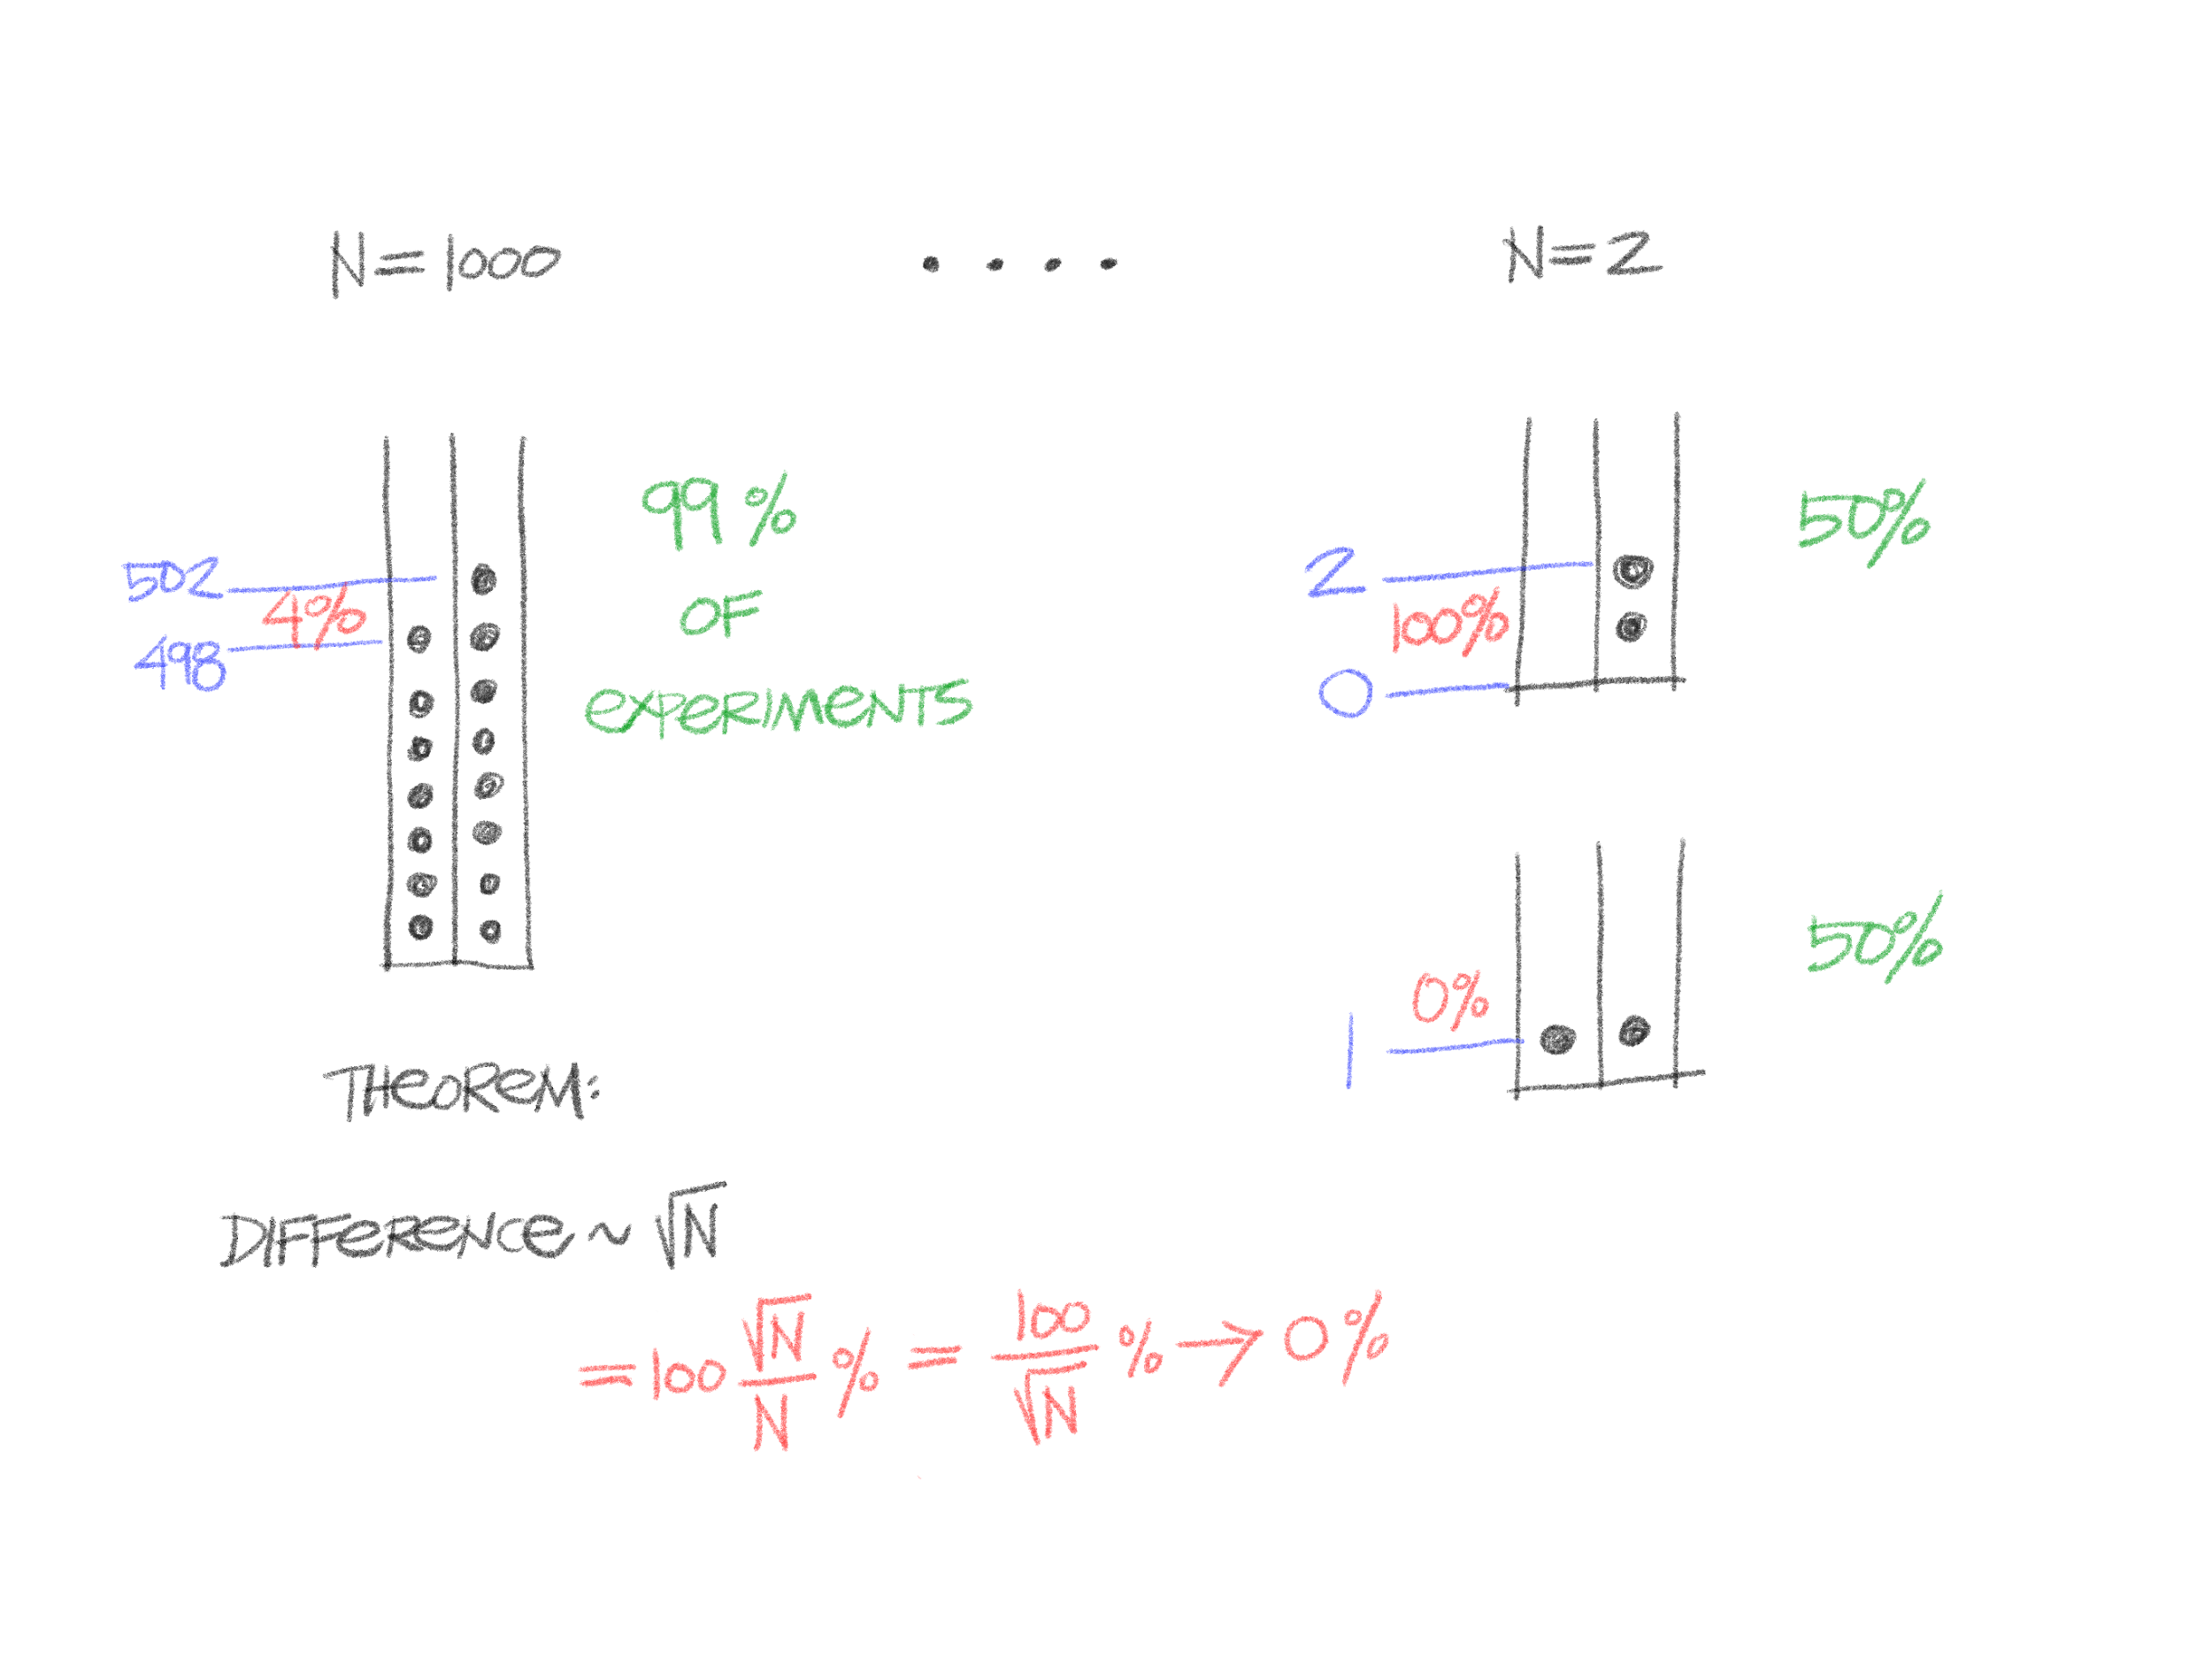 N=1000 .... N=2
99%
50%
502
4%
OF
2
498
100%
EXPERIMENTS
0
50%
0%
1
THEOREM:
DIFFERENCE ~ √N
= 100 √N/N % = 100/√N % → 0%